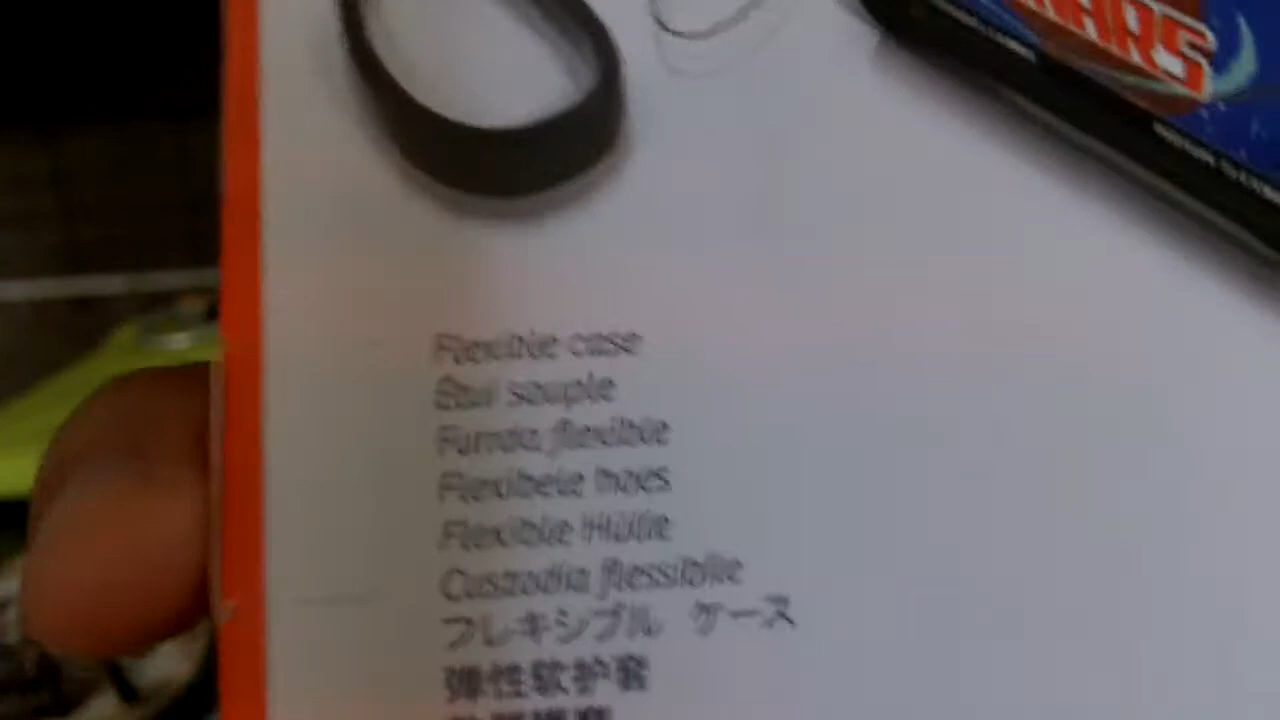 Flexible case
Étui souple
Funda flexible
Flexibele hoes
Flexible Hülle
Custodia flessibile
フレキシブル ケース
弹性软护套